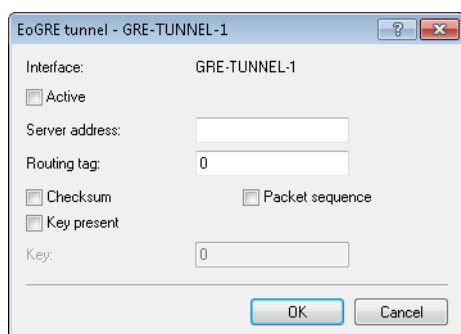 EoGRE tunnel - GRE-TUNNEL-1
Interface: GRE-TUNNEL-1
Active
Server address:
Routing tag: 0
Checksum Packet sequence
Key present
Key: 0
OK Cancel